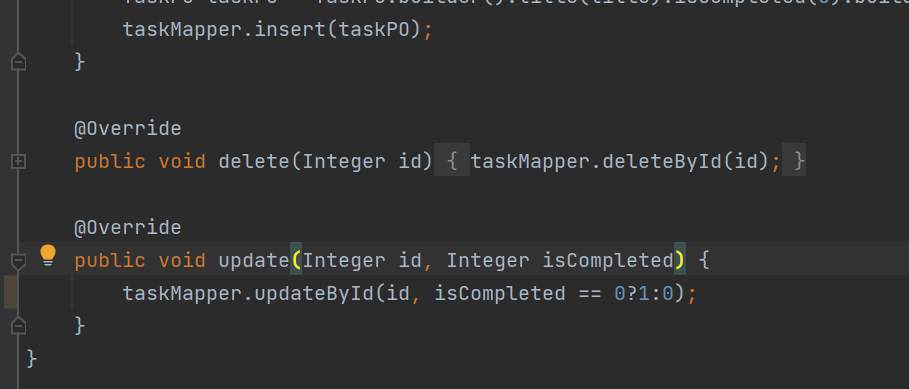 taskMapper.insert(taskPO);
}
@Override
public void delete(Integer id) { taskMapper.deleteById(id); }
@Override
public void update(Integer id, Integer isCompleted) {
taskMapper.updateById(id, isCompleted == 0?1:0);
}
}